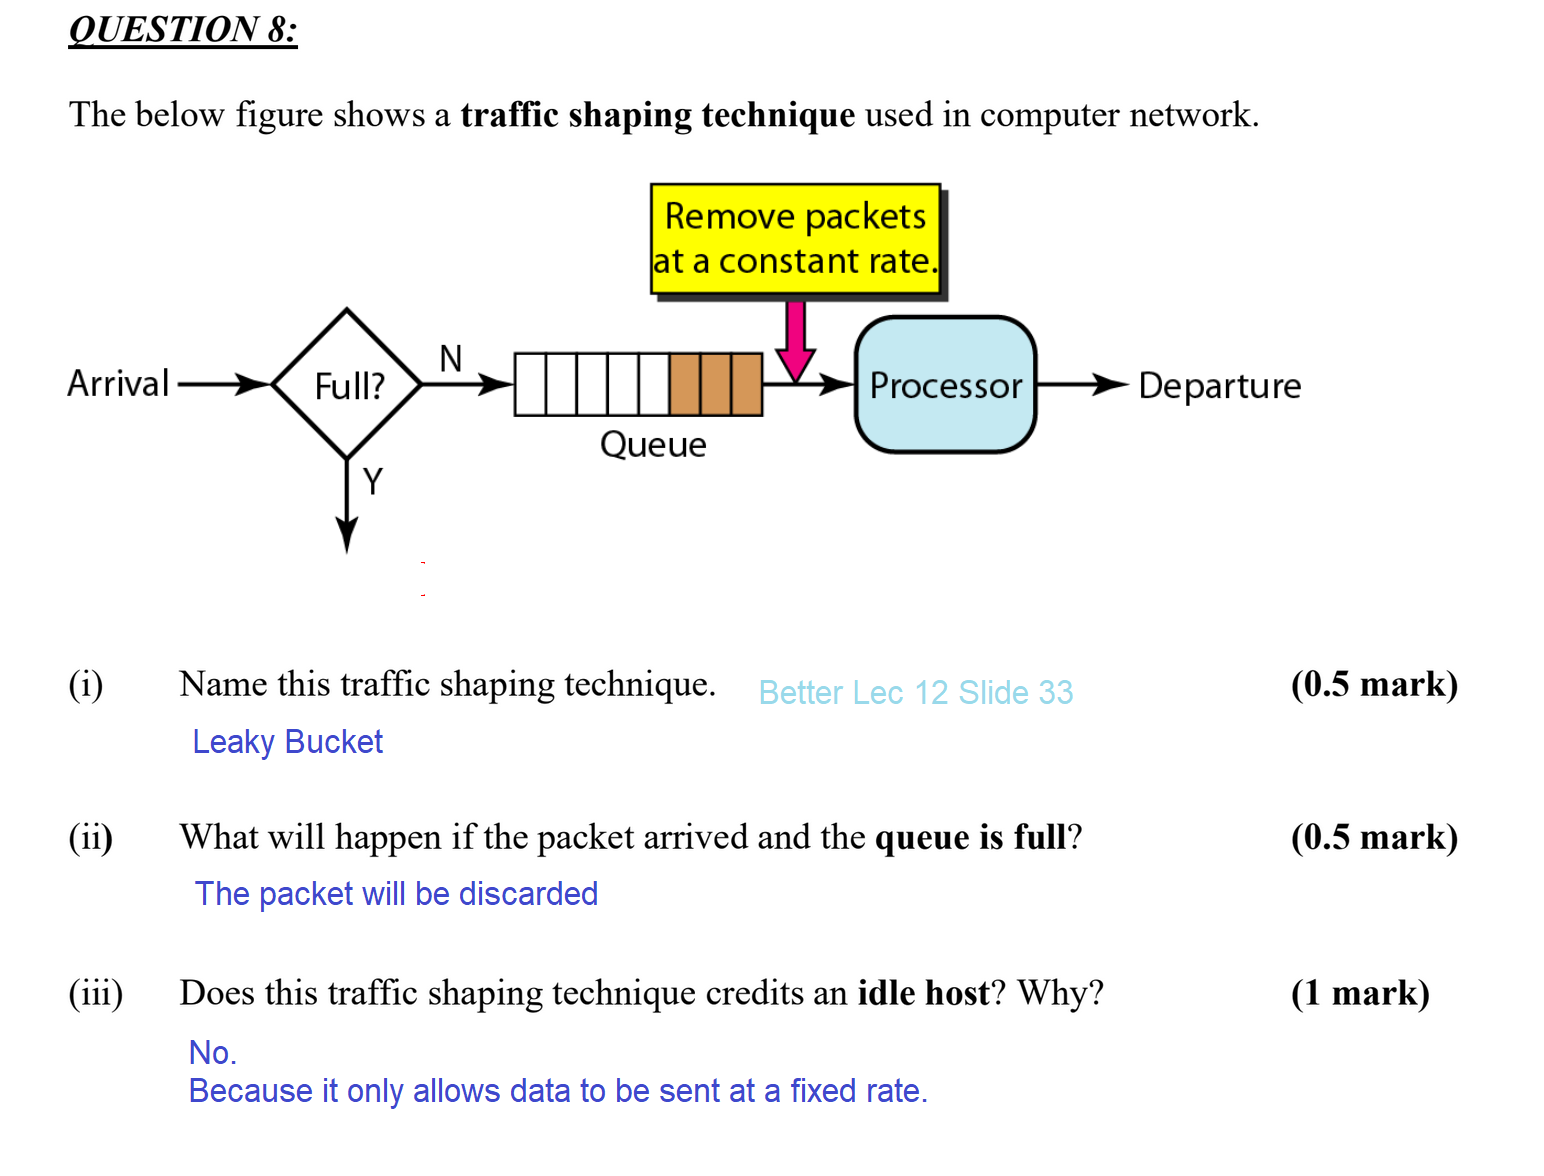 QUESTION 8:
The below figure shows a traffic shaping technique used in computer network.
Remove packets
at a constant rate.
Arrival
Full?
N
Processor
Departure
Queue
Y
(i) Name this traffic shaping technique. Better Lec 12 Slide 33 (0.5 mark)
Leaky Bucket
(ii) What will happen if the packet arrived and the queue is full? (0.5 mark)
The packet will be discarded
(iii) Does this traffic shaping technique credits an idle host? Why? (1 mark)
No.
Because it only allows data to be sent at a fixed rate.